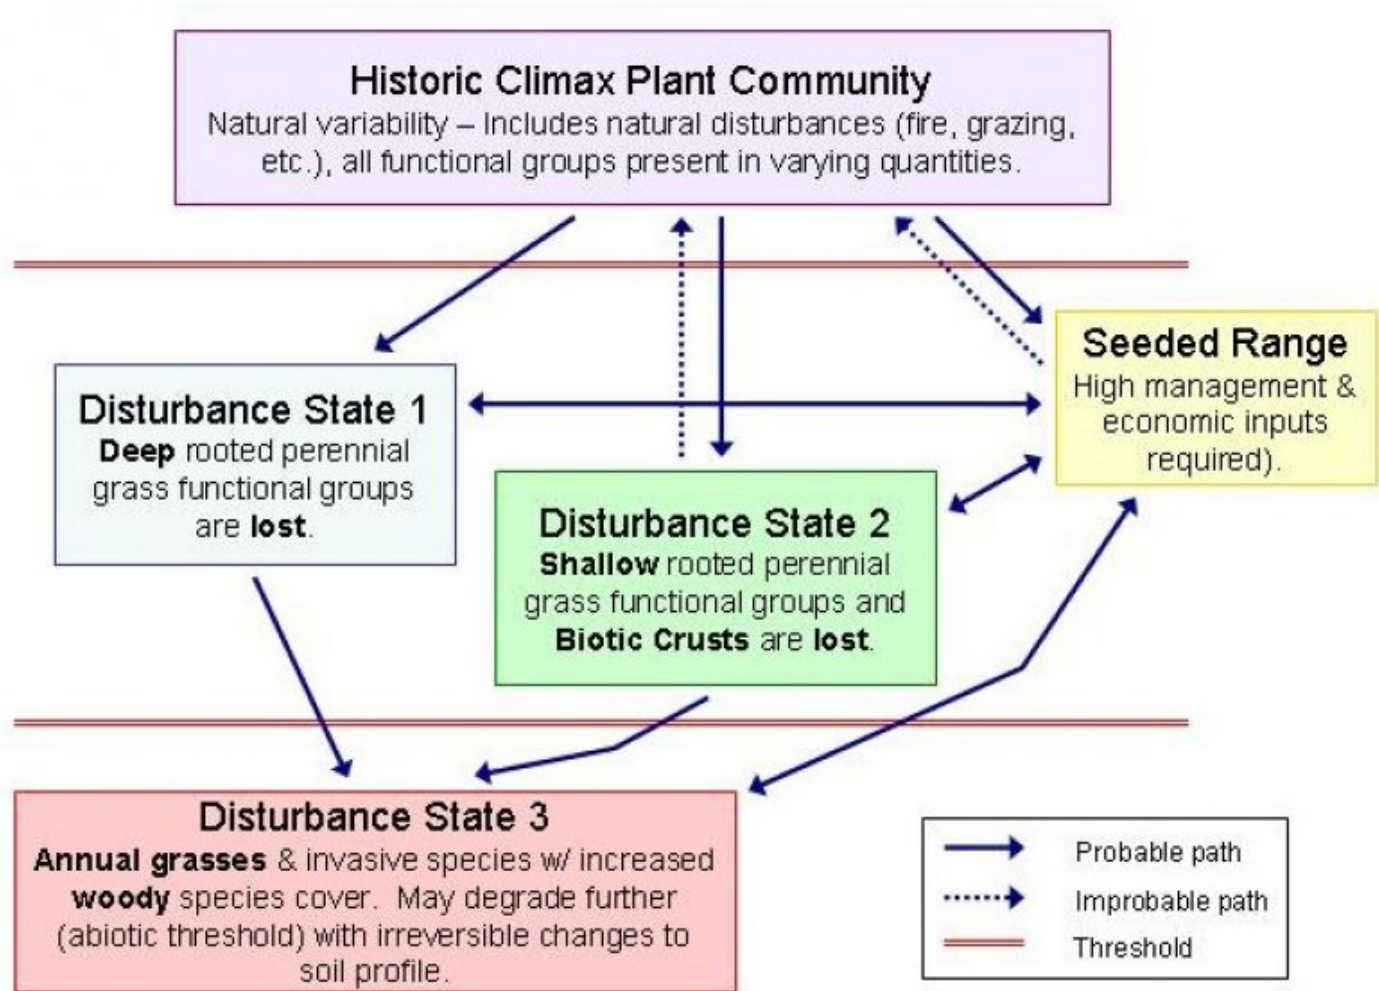 Historic Climax Plant Community
Natural variability – Includes natural disturbances (fire, grazing,
etc.), all functional groups present in varying quantities.
Seeded Range
High management &
economic inputs
required).
Disturbance State 1
Deep rooted perennial
grass functional groups
are lost.
Disturbance State 2
Shallow rooted perennial
grass functional groups and
Biotic Crusts are lost.
Disturbance State 3
Annual grasses & invasive species w/ increased
woody species cover. May degrade further
(abiotic threshold) with irreversible changes to
soil profile.
Probable path
Improbable path
Threshold